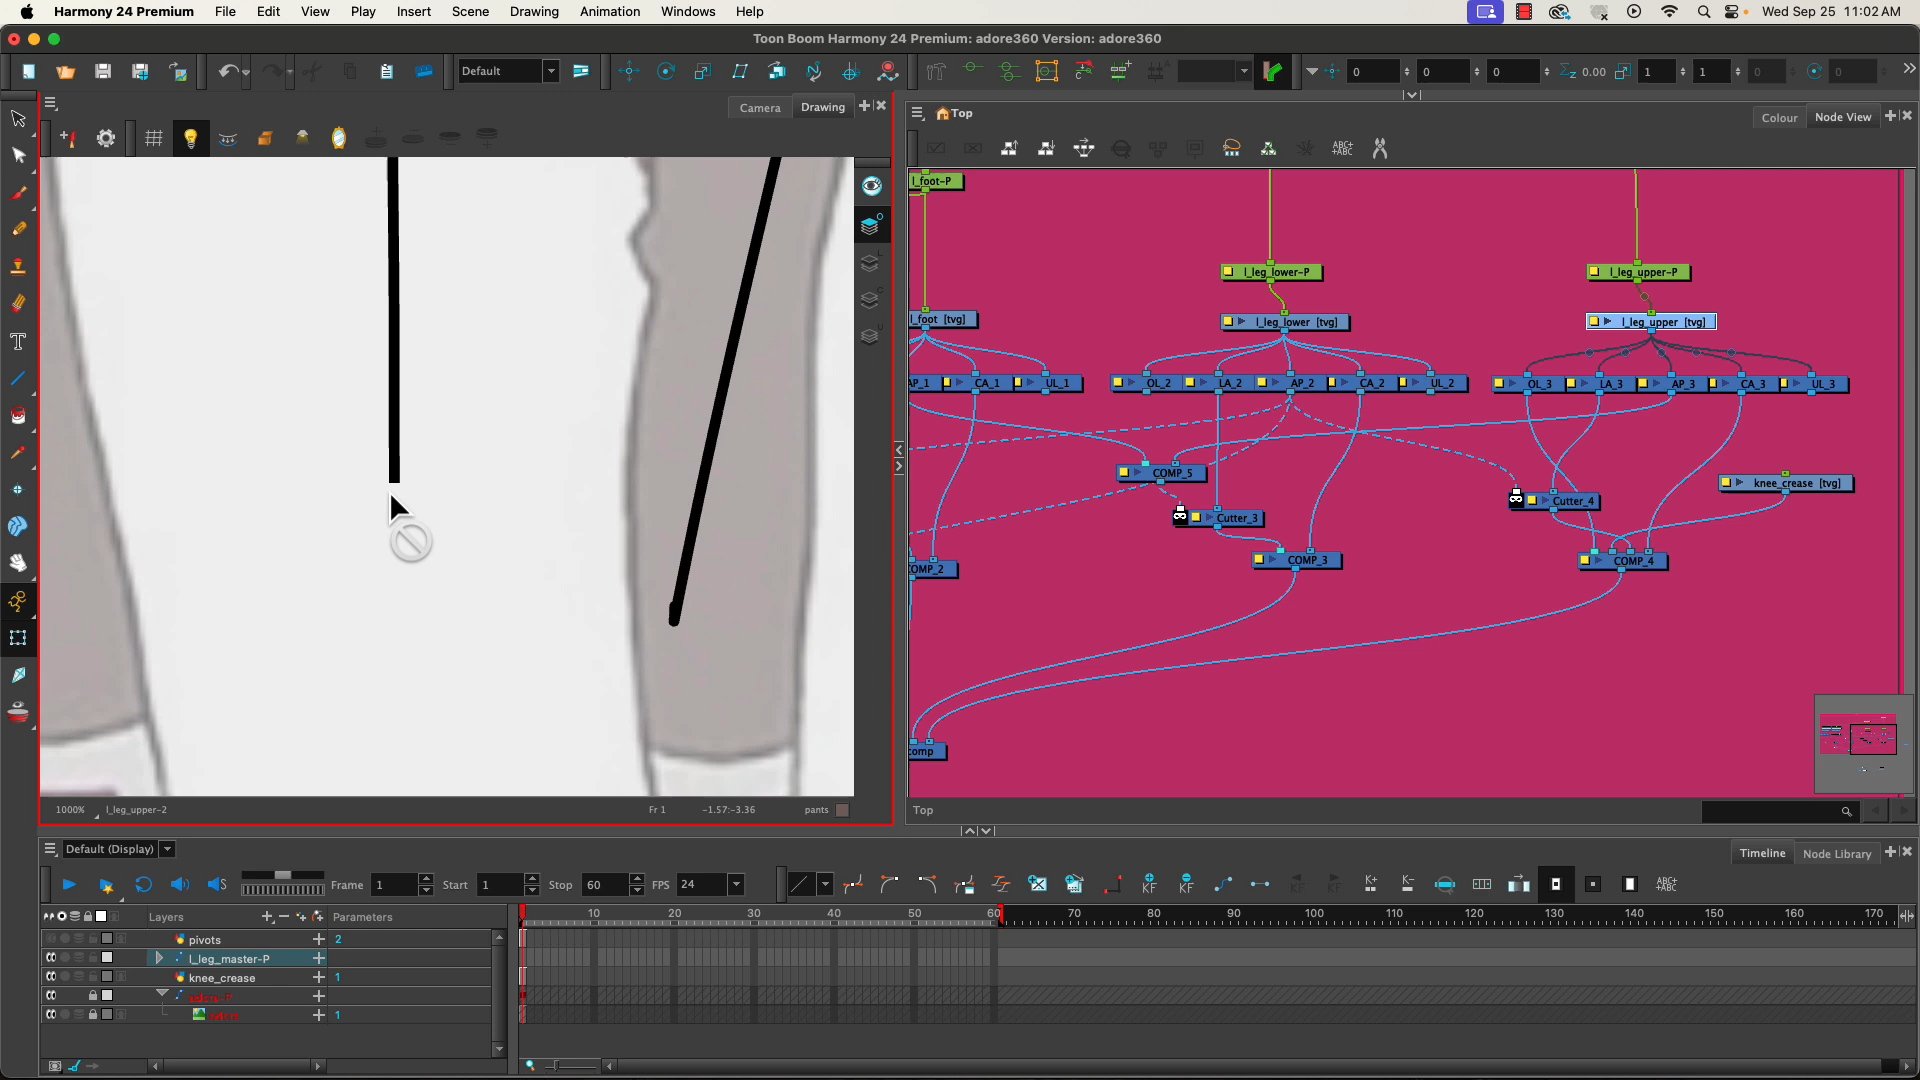 Harmony 24 Premium File Edit View Play Insert Scene Drawing Animation Windows Help Wed Sep 25 11:02 AM
Toon Boom Harmony 24 Premium: adore360 Version: adore360
Default 0 0 0 0.00 1 1 0 0
Camera Drawing
Top Colour Node View
ABC+ +ABC
l_foot-P
l_leg_lower-P l_leg_upper-P
l_foot [tvg] l_leg_lower [tvg] l_leg_upper [tvg]
AP_1 CA_1 UL_1 OL_2 LA_2 AP_2 CA_2 UL_2 OL_3 LA_3 AP_3 CA_3 UL_3
COMP_5 knee_crease [tvg]
Cutter_4
Cutter_3
COMP_3 COMP_4
OMP_2
comp
1000% l_leg_upper-2 Fr 1 -1.57:-3.36 pants
Top
Default (Display) Timeline Node Library
Frame 1 Start 1 Stop 60 FPS 24
Layers Parameters 10 20 30 40 50 60 70 80 90 100 110 120 130 140 150 160 170
pivots 2
l_leg_master-P
knee_crease 1
1